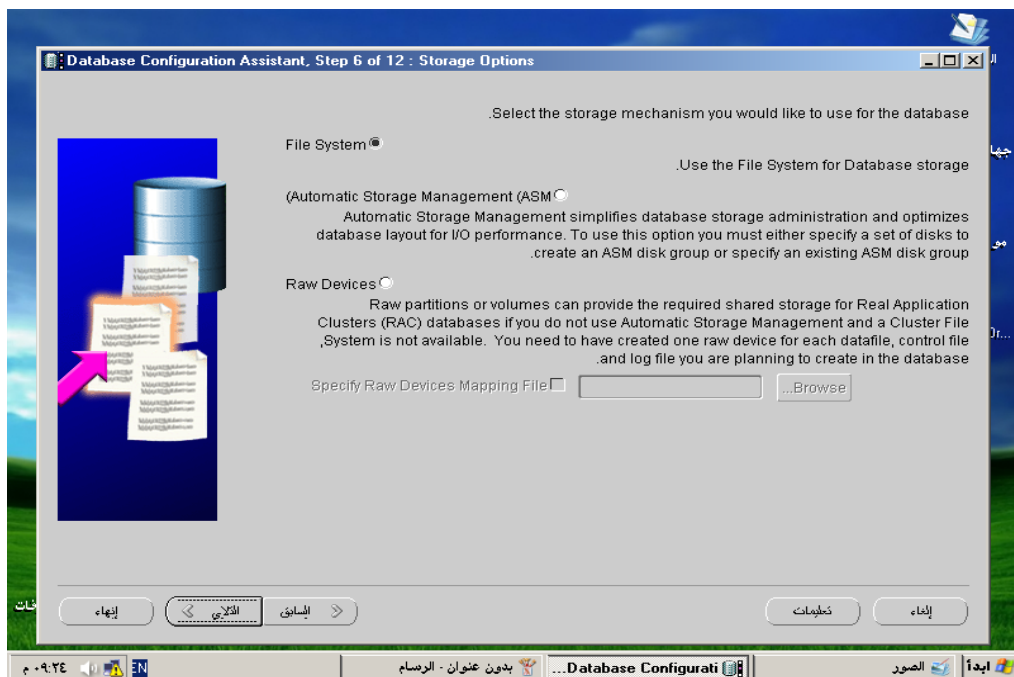 Database Configuration Assistant, Step 6 of 12 : Storage Options
.Select the storage mechanism you would like to use for the database
File System
.Use the File System for Database storage
(Automatic Storage Management (ASM
Automatic Storage Management simplifies database storage administration and optimizes
database layout for I/O performance. To use this option you must either specify a set of disks to
.create an ASM disk group or specify an existing ASM disk group
Raw Devices
Raw partitions or volumes can provide the required shared storage for Real Application
Clusters (RAC) databases if you do not use Automatic Storage Management and a Cluster File
,System is not available. You need to have created one raw device for each datafile, control file
.and log file you are planning to create in the database
Specify Raw Devices Mapping File
...Browse
إلغاء
تعليمات
السابق
التالي
إنهاء
ابدأ
الصور
...Database Configurati
بدون عنوان - الرسام
EN
٠٩:٢٤ م